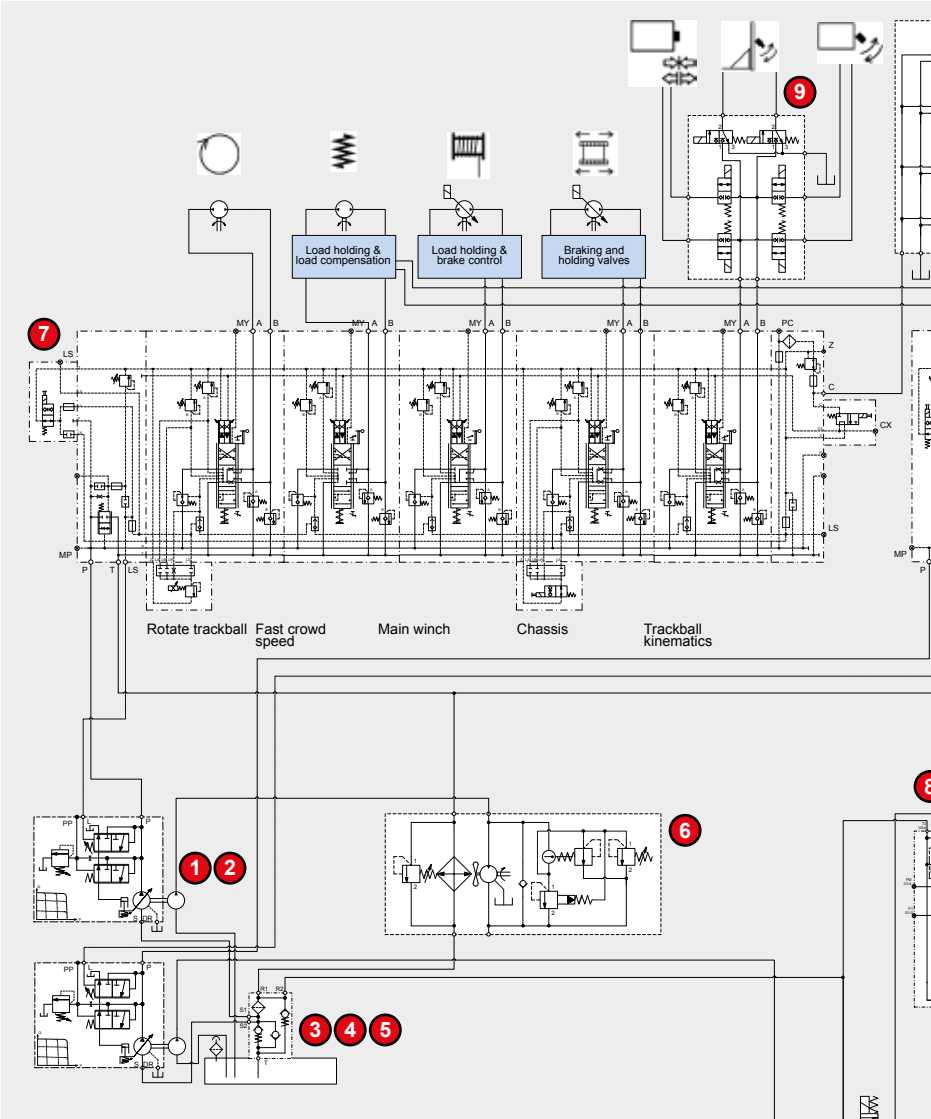 9
Load holding &
load compensation
Load holding &
brake control
Braking and
holding valves
7
MY A B
MY A B
MY A B
MY A B
MY A B
PC
LS
Z
C
CX
LS
MP
MP
P
T
LS
P
Rotate trackball
Fast crowd
speed
Main winch
Chassis
Trackball
kinematics
8
PP
L
P
6
1
2
S
DR
PP
L
P
R1
R2
S1
S2
3
4
5
S
DR
T